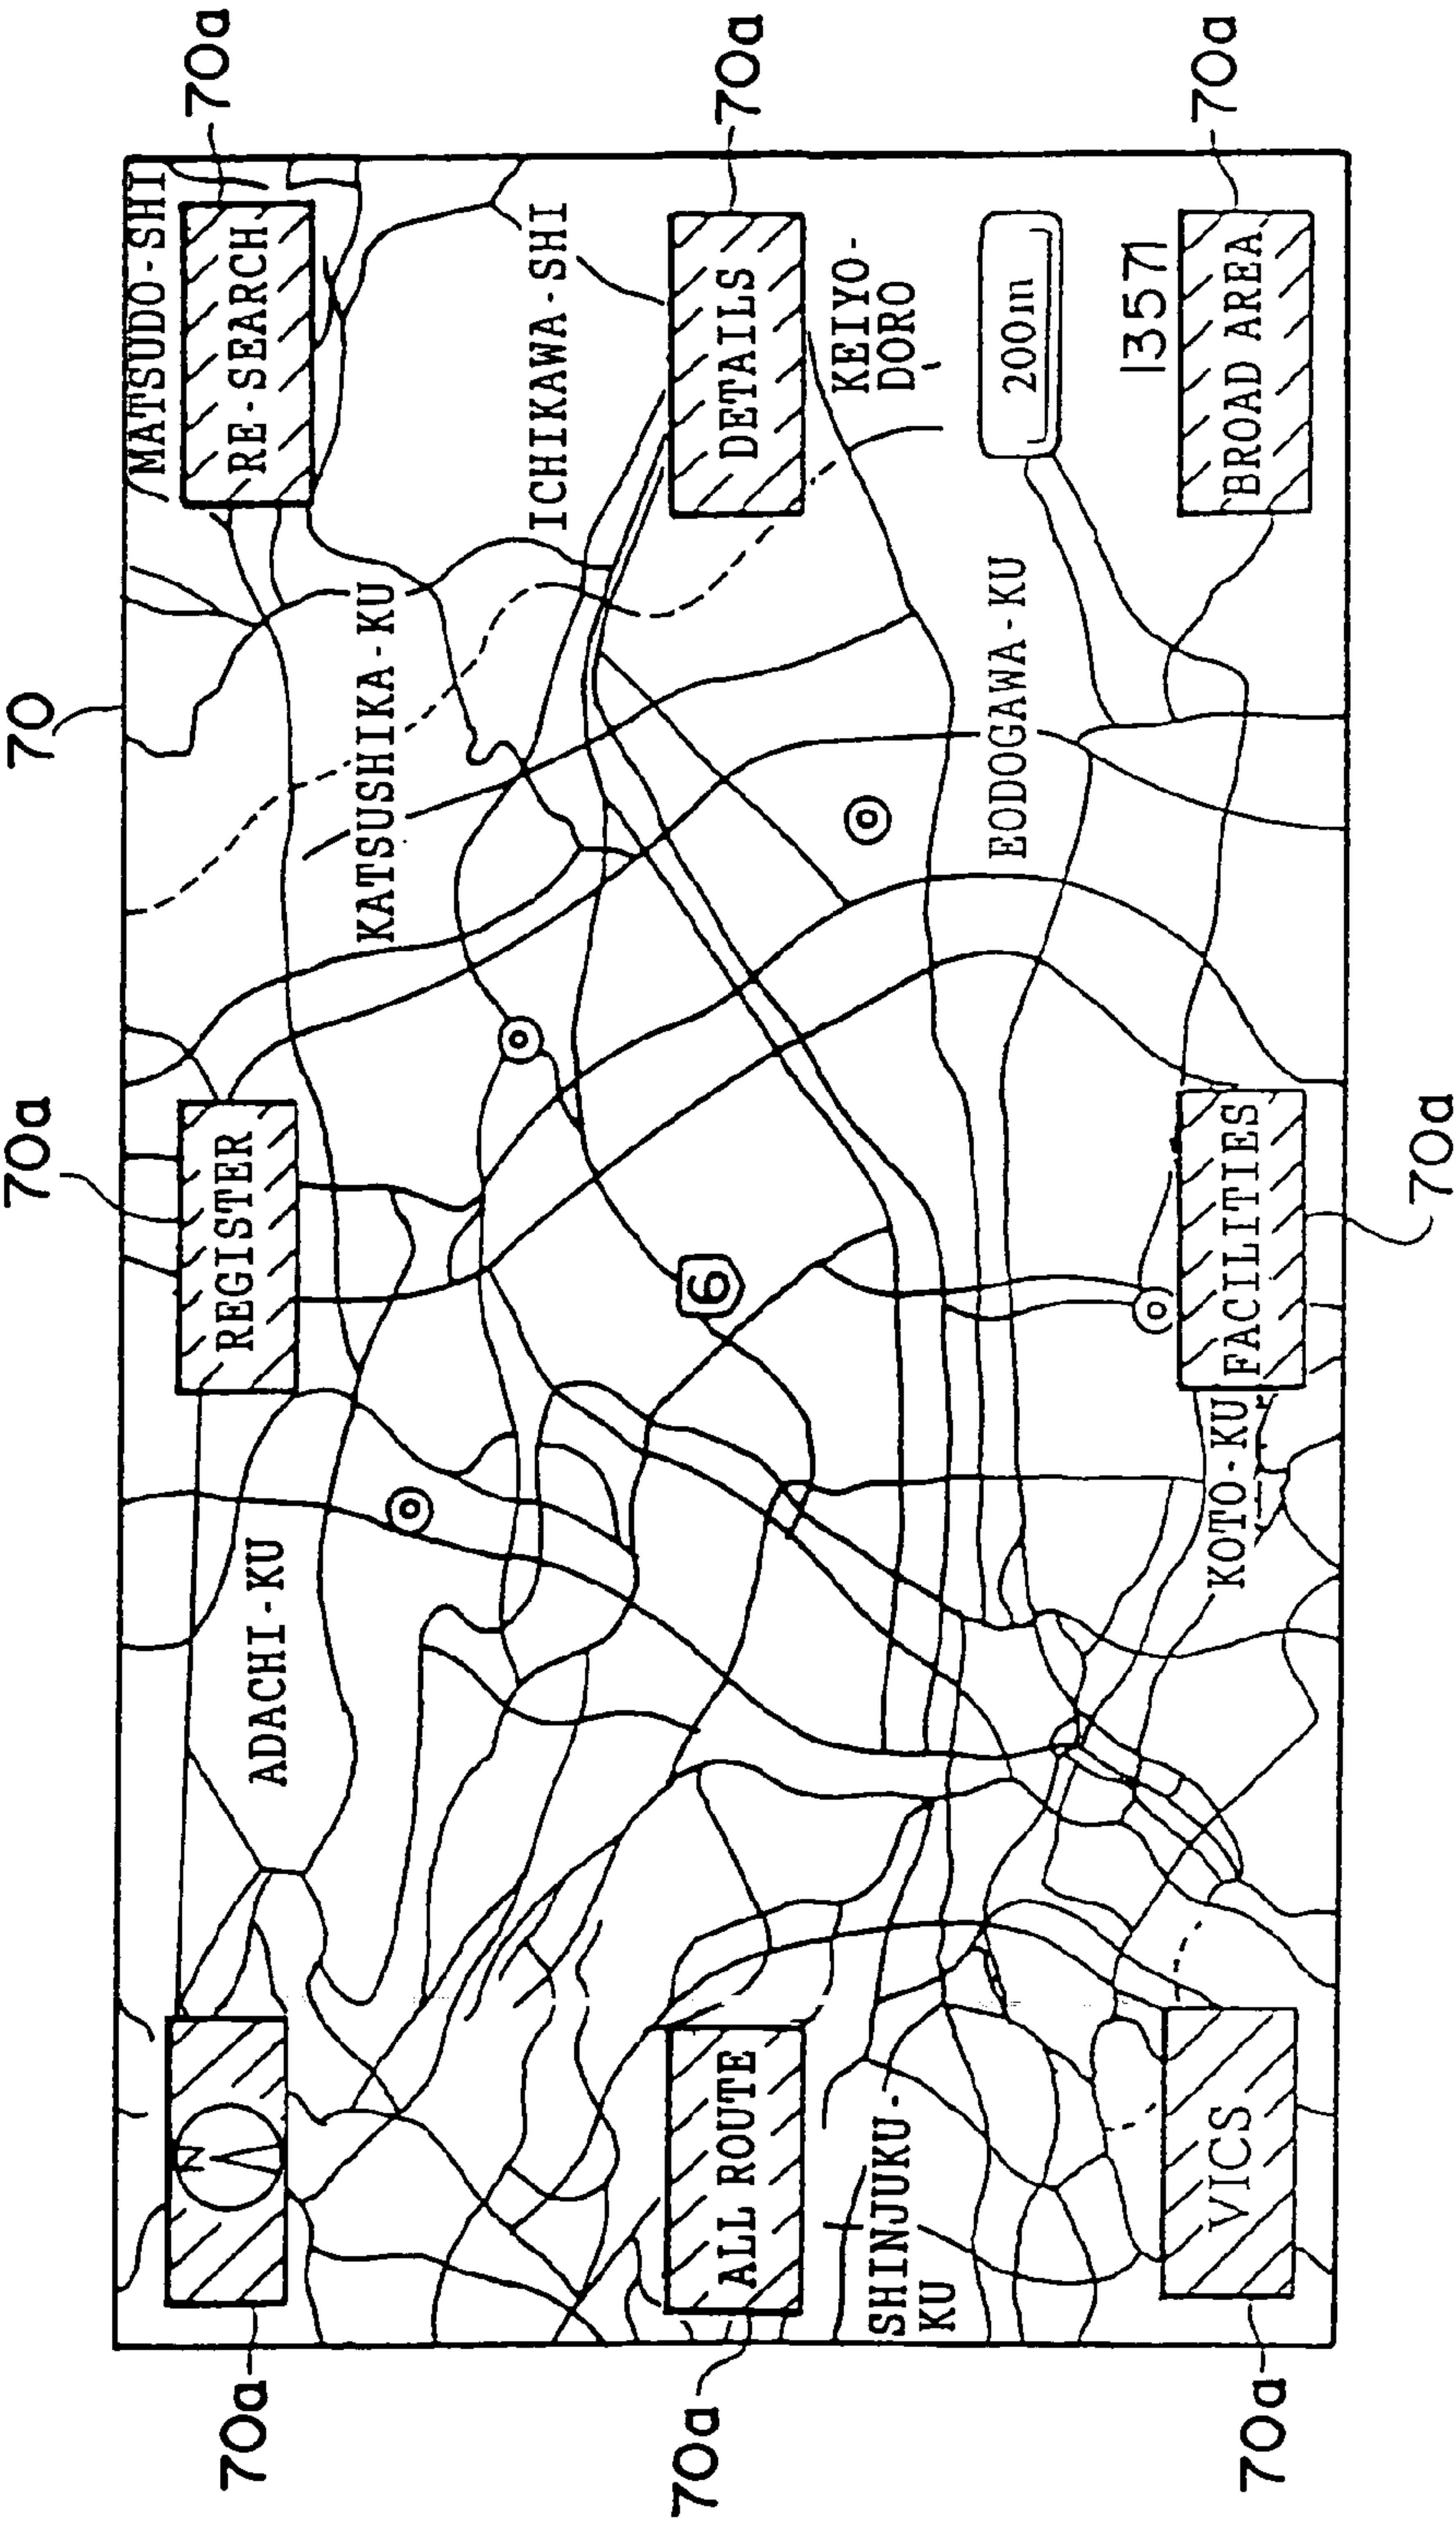 70a
70
MATSUDO-SHI
70a
N
REGISTER
RE-SEARCH
70a
ADACHI-KU
KATSUSHIKA-KU
ICHIKAWA-SHI
70a
ALL ROUTE
6
DETAILS
70a
SHINJUKU-
KU
KEIYO-
DORO
EODOGAWA-KU
200m
13571
70a
VICS
KOTO-KU
FACILITIES
BROAD AREA
70a
70a